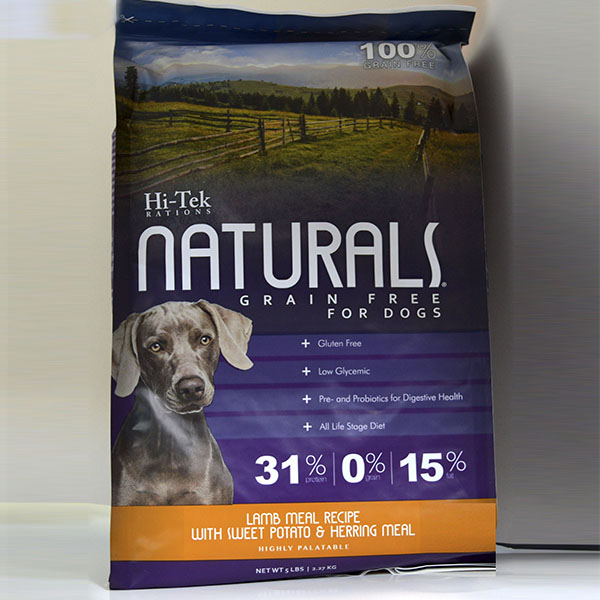 100%
GRAIN FREE
Hi-Tek
RATIONS
NATURALS®
GRAIN FREE
FOR DOGS
+ Gluten Free
+ Low Glycemic
+ Pre- and Probiotics for Digestive Health
+ All Life Stage Diet
31% protein | 0% grain | 15% fat
LAMB MEAL RECIPE
WITH SWEET POTATO & HERRING MEAL
HIGHLY PALATABLE
NET WT 5 LBS | 2.27 KG